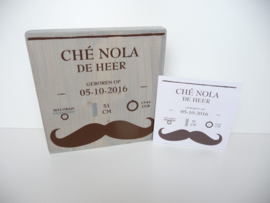 CHÉ NOLA
DE HEER
GEBOREN OP
05-10-2016
51
CM
CHÉ NOLA
DE HEER
05-10-2016